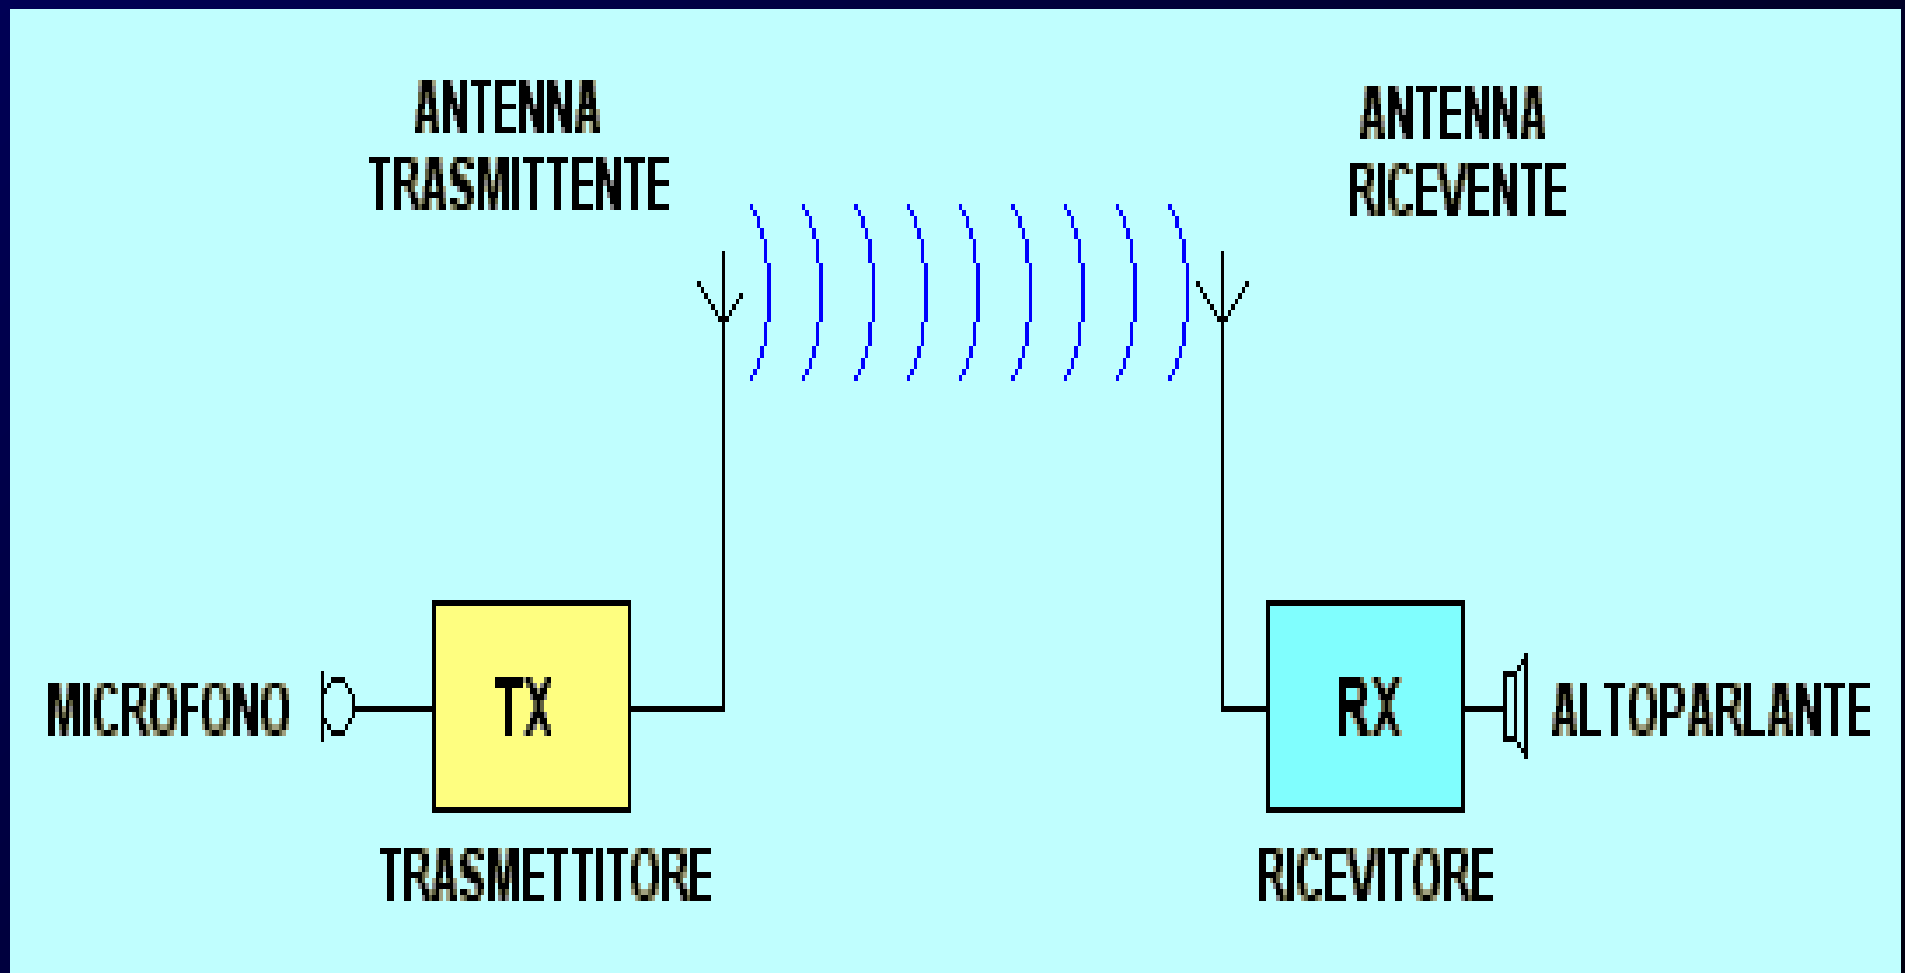 ANTENNA
TRASMITTENTE
ANTENNA
RICEVENTE
MICROFONO
TX
RX
ALTOPARLANTE
TRASMETTITORE
RICEVITORE